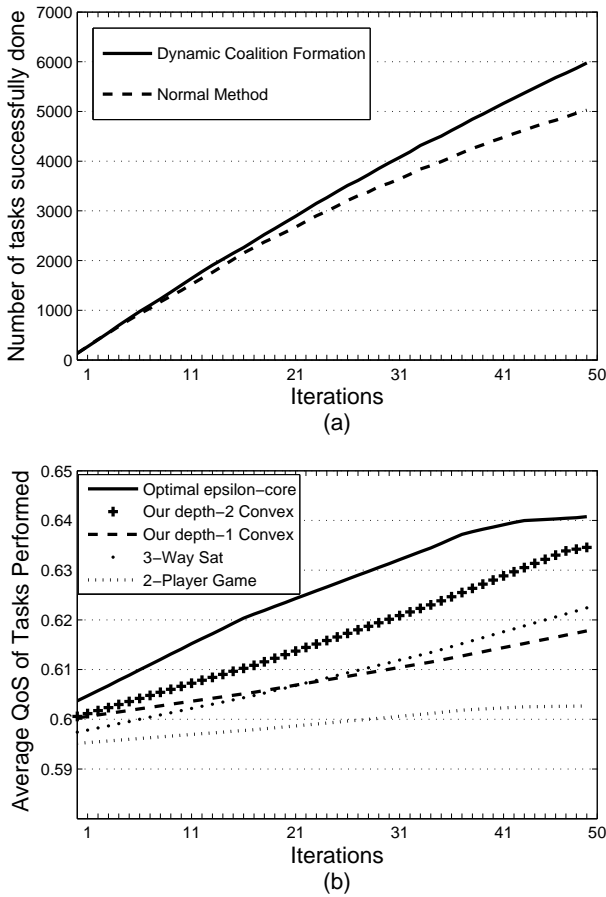 7000
6000
5000
4000
3000
2000
1000
0
Number of tasks successfully done
Dynamic Coalition Formation
Normal Method
1 11 21 31 41 50
Iterations
(a)
0.65
0.64
0.63
0.62
0.61
0.6
0.59
Average QoS of Tasks Performed
Optimal epsilon-core
Our depth-2 Convex
Our depth-1 Convex
3-Way Sat
2-Player Game
1 11 21 31 41 50
Iterations
(b)